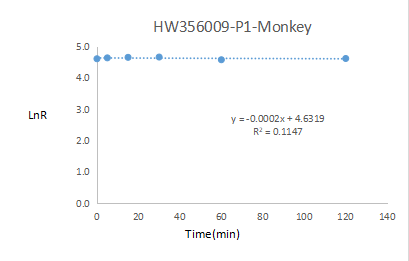 HW356009-P1-Monkey
5.0
4.0
3.0
2.0
1.0
0.0
LnR
y = -0.0002x + 4.6319
R² = 0.1147
0 20 40 60 80 100 120 140
Time(min)